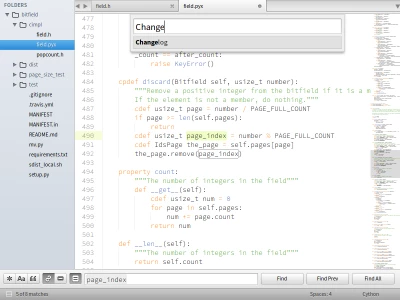 FOLDERS
bitfield
cimpl
field.h
field.pyx
popcount.h
dist
page_size_test
test
.gitignore
.travis.yml
MANIFEST
MANIFEST.in
README.md
mv.py
requirements.txt
sdist_local.sh
setup.py
field.h
field.pyx
Change
Changelog
477
478
479
480
481 _count == after_count:
482 raise KeyError()
483
484 cpdef discard(Bitfield self, usize_t number):
485 """Remove a positive integer from the bitfield if it is a m
486 If the element is not a member, do nothing."""
487 cdef usize_t page = number / PAGE_FULL_COUNT
488 if page >= len(self.pages):
489 return
490 cdef usize_t page_index = number % PAGE_FULL_COUNT
491 cdef IdsPage the_page = self.pages[page]
492 the_page.remove(page_index)
493
494 property count:
495 """The number of integers in the field"""
496 def __get__(self):
497 cdef usize_t num = 0
498 for page in self.pages:
499 num += page.count
500 return num
501
502 def __len__(self):
503 """The number of integers in the field"""
504 return self.count
Aa
page_index
Find
Find Prev
Find All
5 of 8 matches
Spaces: 4
Cython